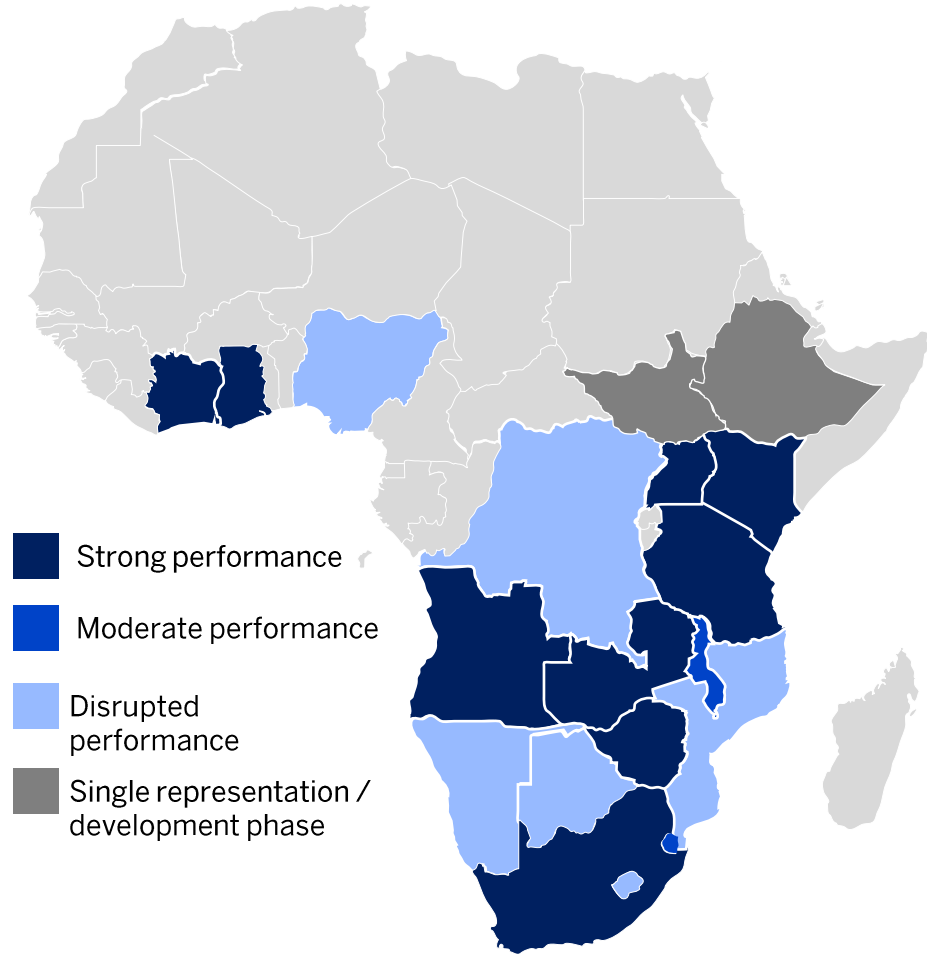 Strong performance
Moderate performance
Disrupted
performance
Single representation /
development phase